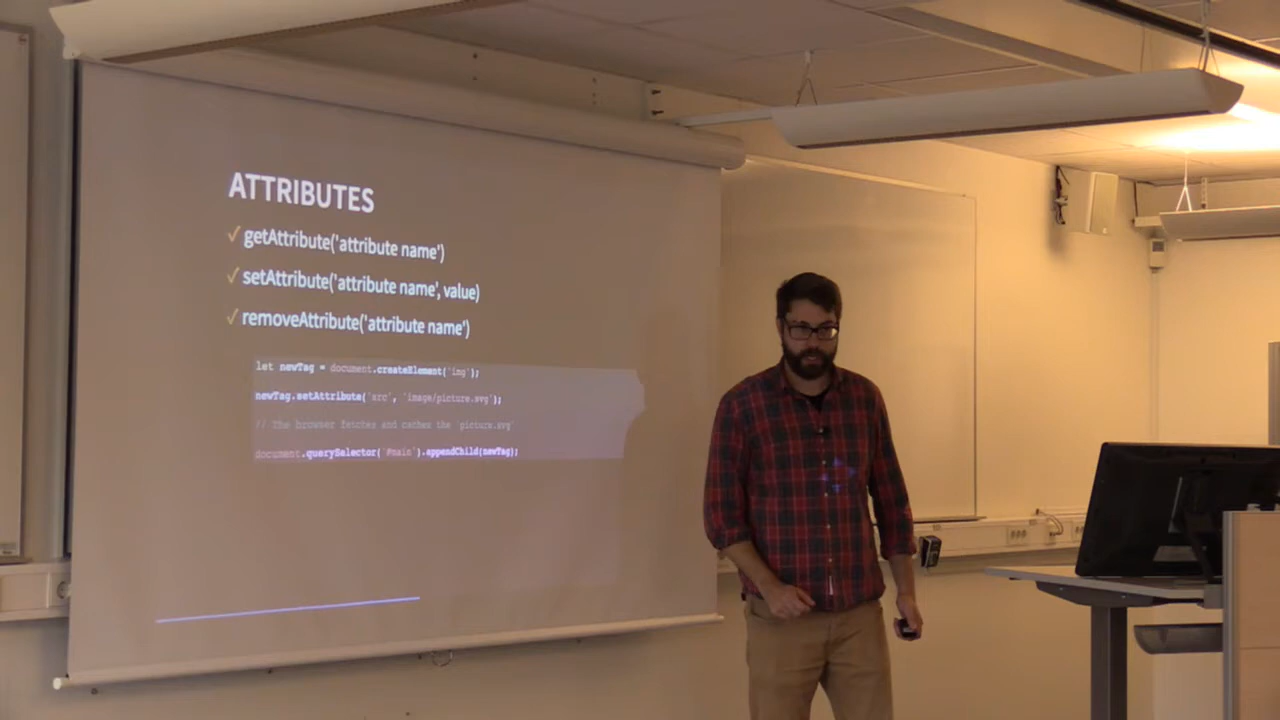 ATTRIBUTES
✓ getAttribute('attribute name')
✓ setAttribute('attribute name', value)
✓ removeAttribute('attribute name')
let newTag = document.createElement('img');
newTag.setAttribute('src', 'image/picture.svg');
// The browser fetches and caches the 'picture.svg'
document.querySelector('#main').appendChild(newTag);